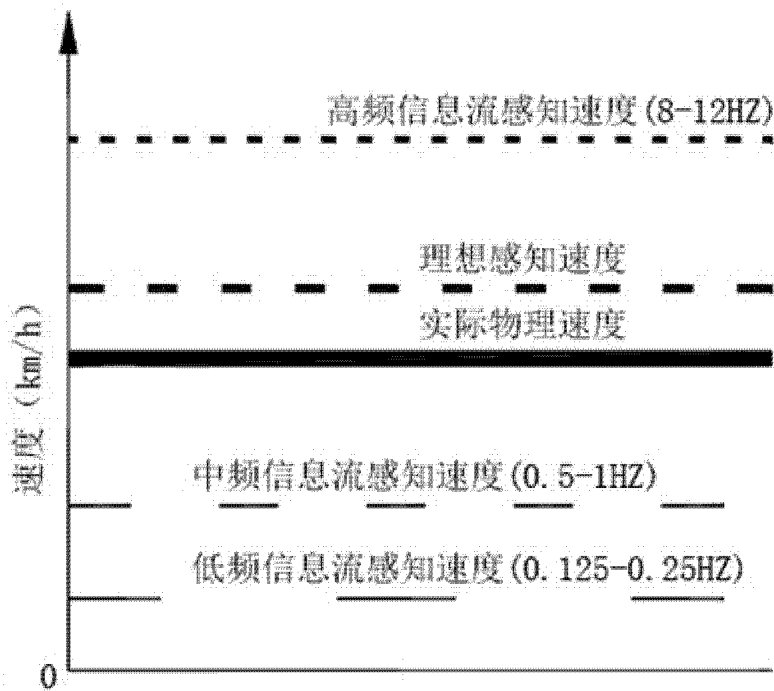 高频信息流感知速度(8-12HZ)
理想感知速度
实际物理速度
速度（km/h）
中频信息流感知速度(0.5-1HZ)
低频信息流感知速度(0.125-0.25HZ)
0